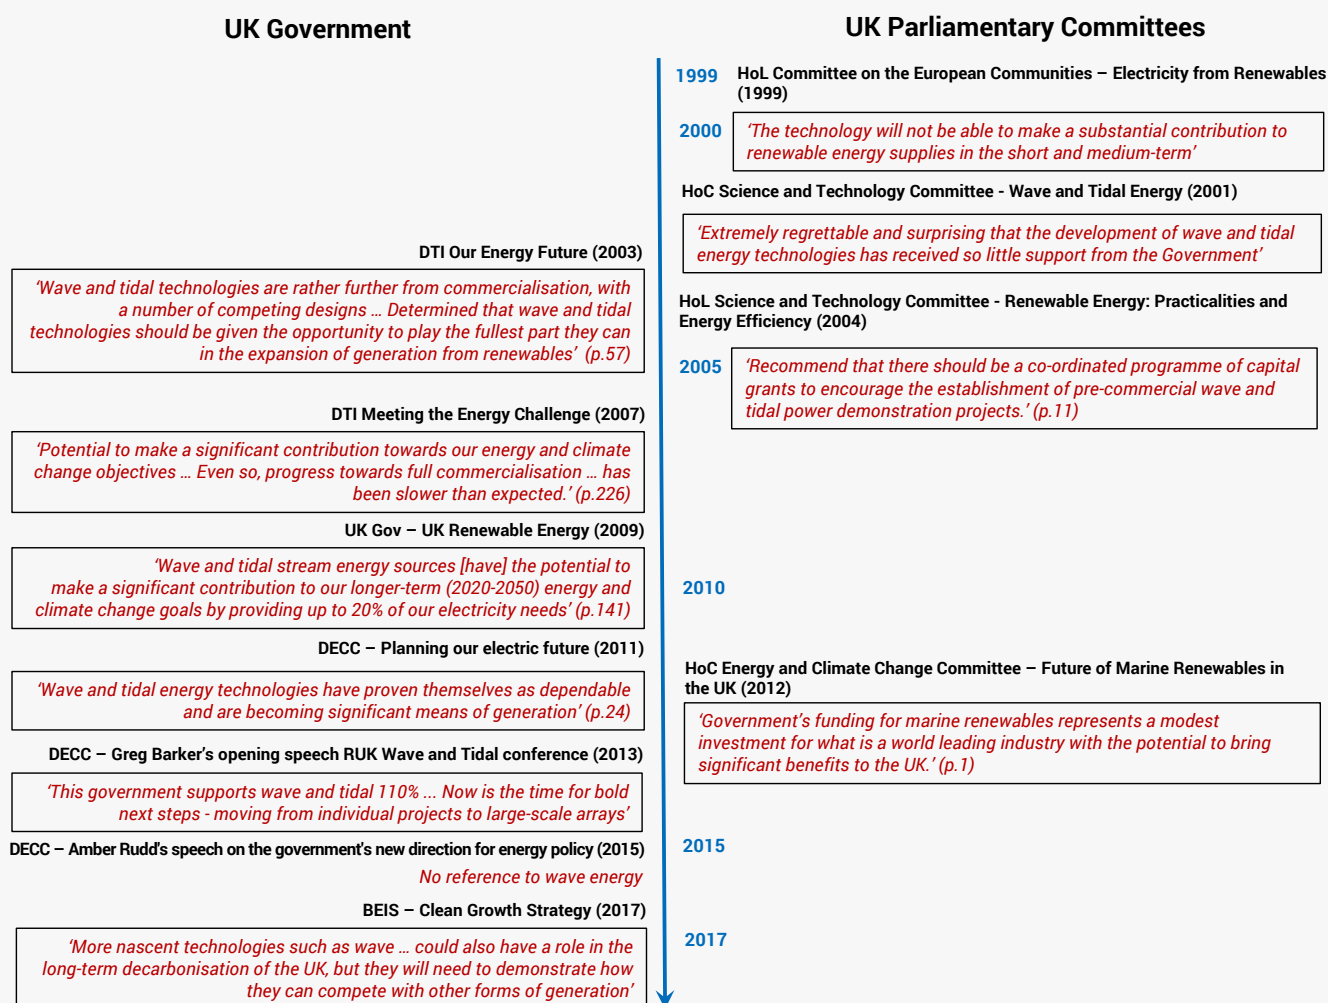 UK Government
DTI Our Energy Future (2003)
‘Wave and tidal technologies are rather further from commercialisation, with
a number of competing designs … Determined that wave and tidal
technologies should be given the opportunity to play the fullest part they can
in the expansion of generation from renewables’ (p.57)
DTI Meeting the Energy Challenge (2007)
‘Potential to make a significant contribution towards our energy and climate
change objectives … Even so, progress towards full commercialisation … has
been slower than expected.’ (p.226)
UK Gov – UK Renewable Energy (2009)
‘Wave and tidal stream energy sources [have] the potential to
make a significant contribution to our longer-term (2020-2050) energy and
climate change goals by providing up to 20% of our electricity needs’ (p.141)
DECC – Planning our electric future (2011)
‘Wave and tidal energy technologies have proven themselves as dependable
and are becoming significant means of generation’ (p.24)
DECC – Greg Barker’s opening speech RUK Wave and Tidal conference (2013)
‘This government supports wave and tidal 110% … Now is the time for bold
next steps - moving from individual projects to large-scale arrays’
DECC – Amber Rudd's speech on the government's new direction for energy policy (2015)
No reference to wave energy
BEIS – Clean Growth Strategy (2017)
‘More nascent technologies such as wave … could also have a role in the
long-term decarbonisation of the UK, but they will need to demonstrate how
they can compete with other forms of generation’
UK Parliamentary Committees
1999
HoL Committee on the European Communities – Electricity from Renewables
(1999)
2000
‘The technology will not be able to make a substantial contribution to
renewable energy supplies in the short and medium-term’
HoC Science and Technology Committee - Wave and Tidal Energy (2001)
‘Extremely regrettable and surprising that the development of wave and tidal
energy technologies has received so little support from the Government’
HoL Science and Technology Committee - Renewable Energy: Practicalities and
Energy Efficiency (2004)
2005
‘Recommend that there should be a co-ordinated programme of capital
grants to encourage the establishment of pre-commercial wave and
tidal power demonstration projects.’ (p.11)
2010
HoC Energy and Climate Change Committee – Future of Marine Renewables in
the UK (2012)
‘Government’s funding for marine renewables represents a modest
investment for what is a world leading industry with the potential to bring
significant benefits to the UK.’ (p.1)
2015
2017